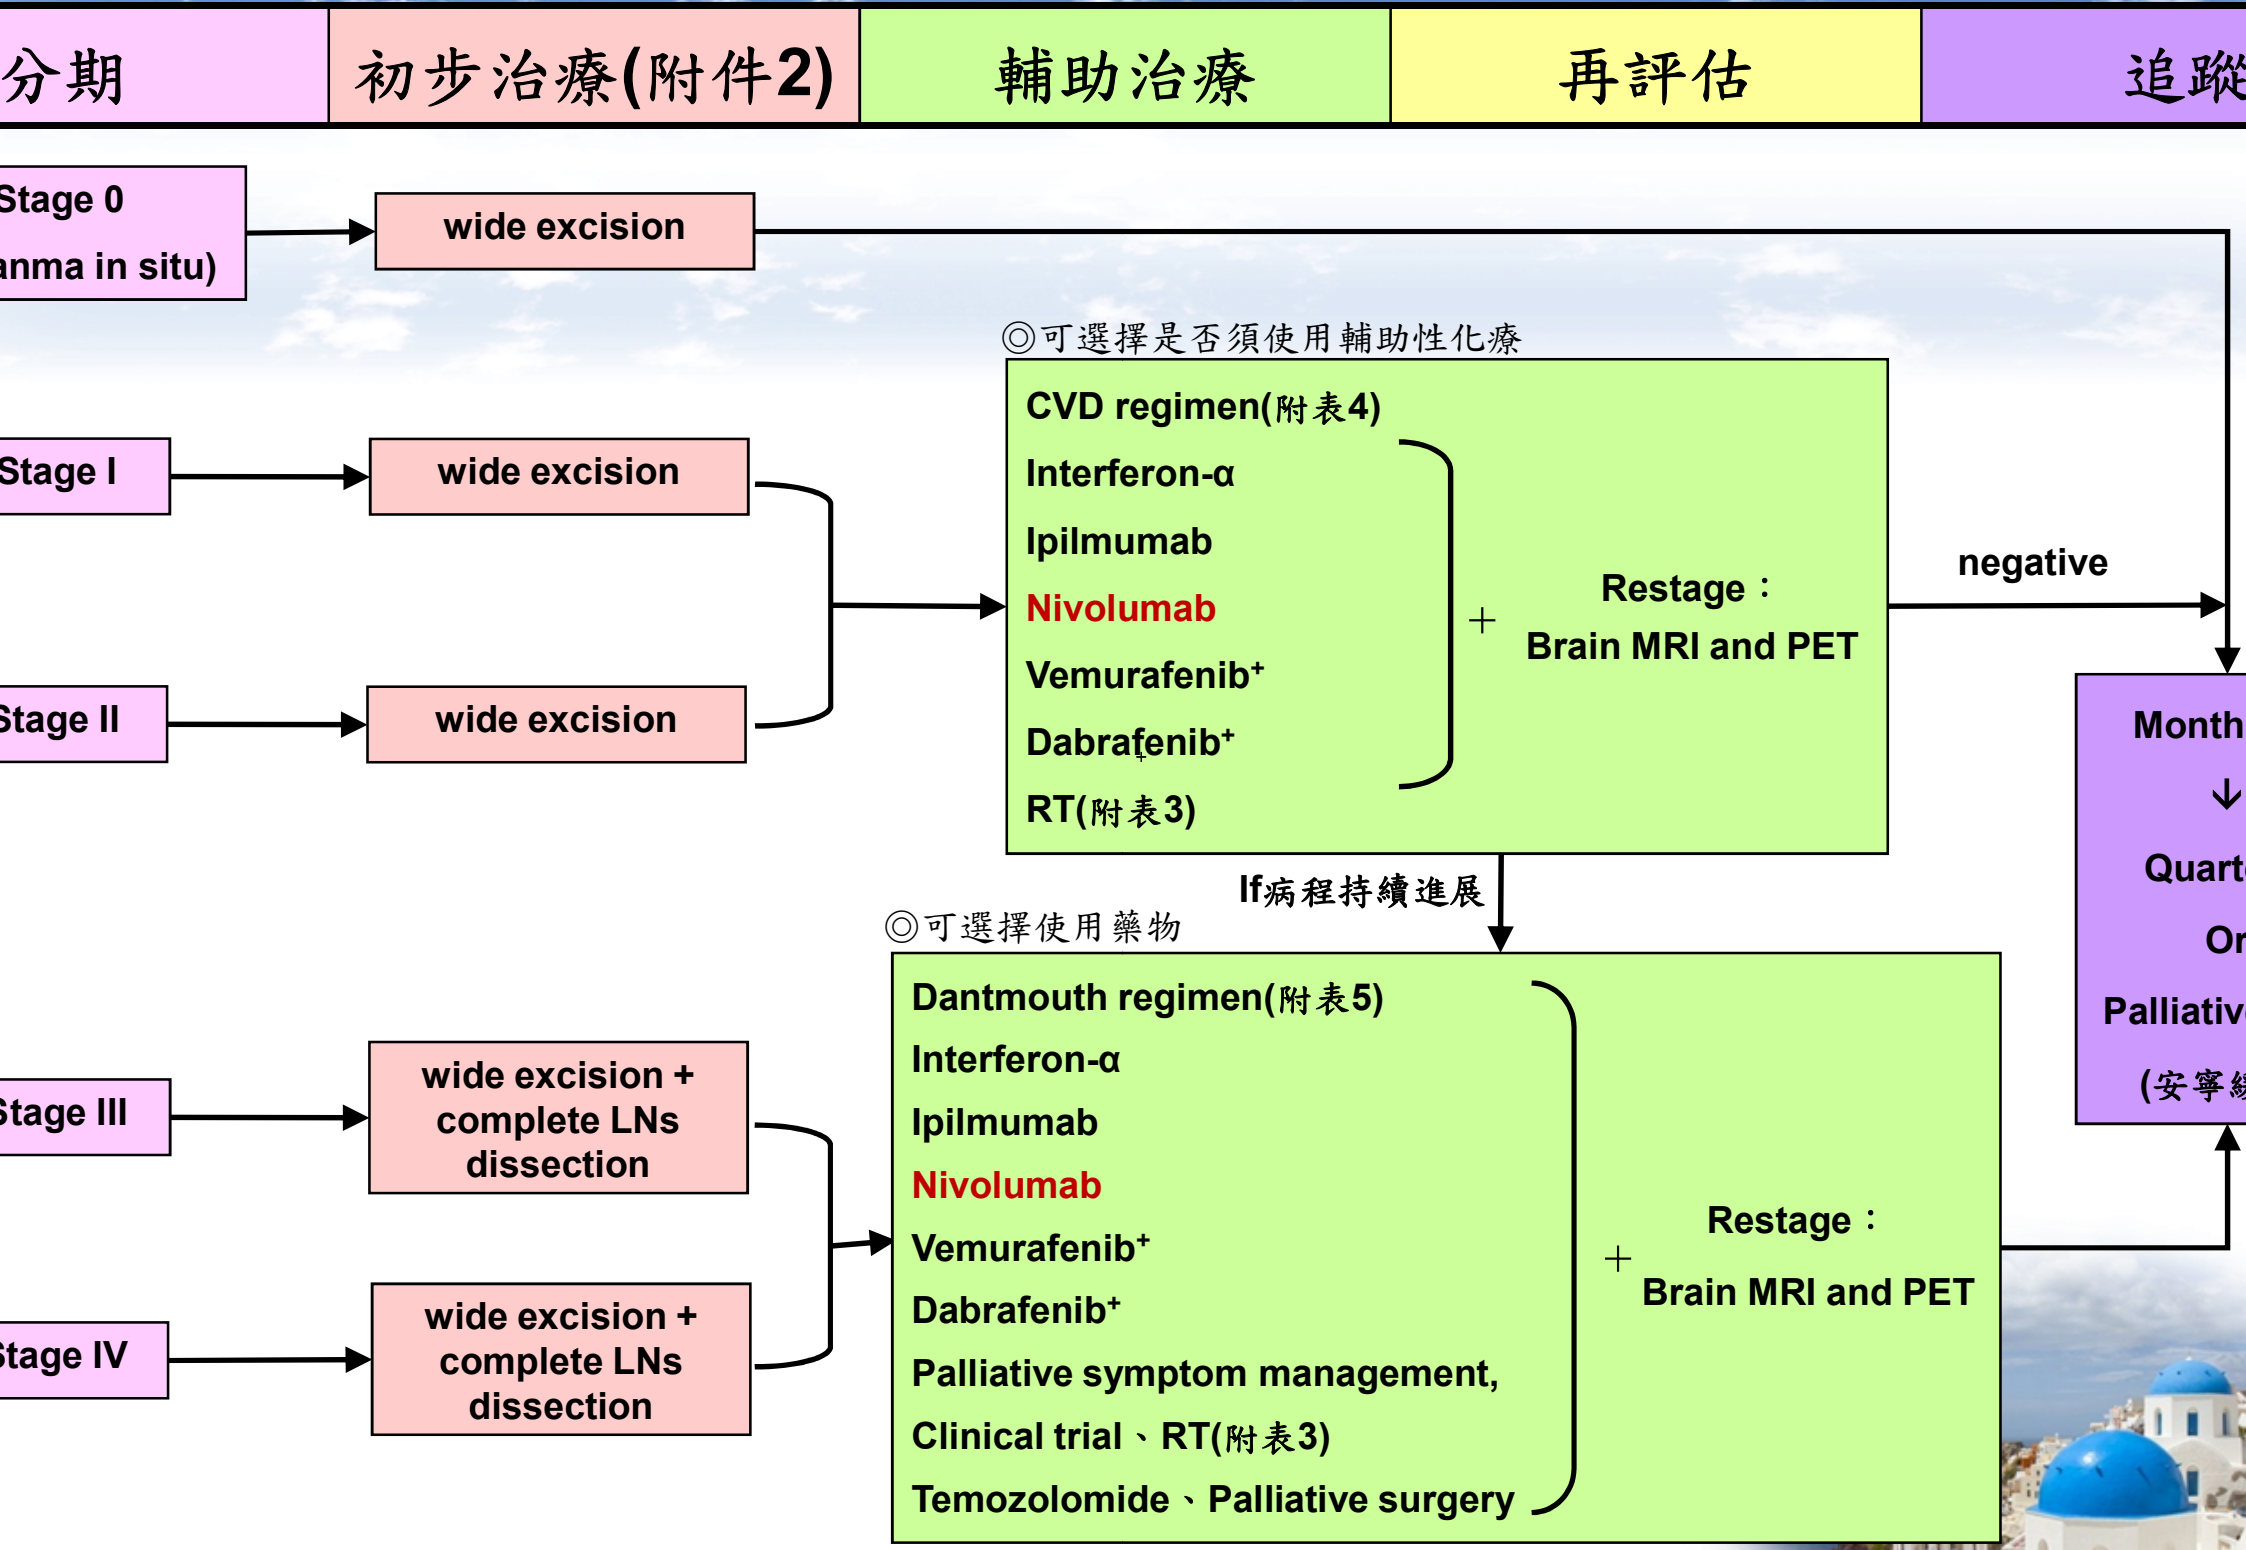 分期
初步治療(附件2)
輔助治療
再評估
追蹤
Stage 0
anma in situ)
wide excision
◎可選擇是否須使用輔助性化療
Stage I
wide excision
Stage II
wide excision
CVD regimen(附表4)
Interferon-α
Ipilmumab
Nivolumab
Vemurafenib⁺
Dabrafenib⁺
+
RT(附表3)
+
Restage：
Brain MRI and PET
negative
If病程持續進展
◎可選擇使用藥物
Stage III
wide excision +
complete LNs
dissection
Stage IV
wide excision +
complete LNs
dissection
Dantmouth regimen(附表5)
Interferon-α
Ipilmumab
Nivolumab
Vemurafenib⁺
Dabrafenib⁺
Palliative symptom management,
Clinical trial、RT(附表3)
Temozolomide、Palliative surgery
+
Restage：
Brain MRI and PET
Month
↓
Quart
Or
Palliativ
(安寧